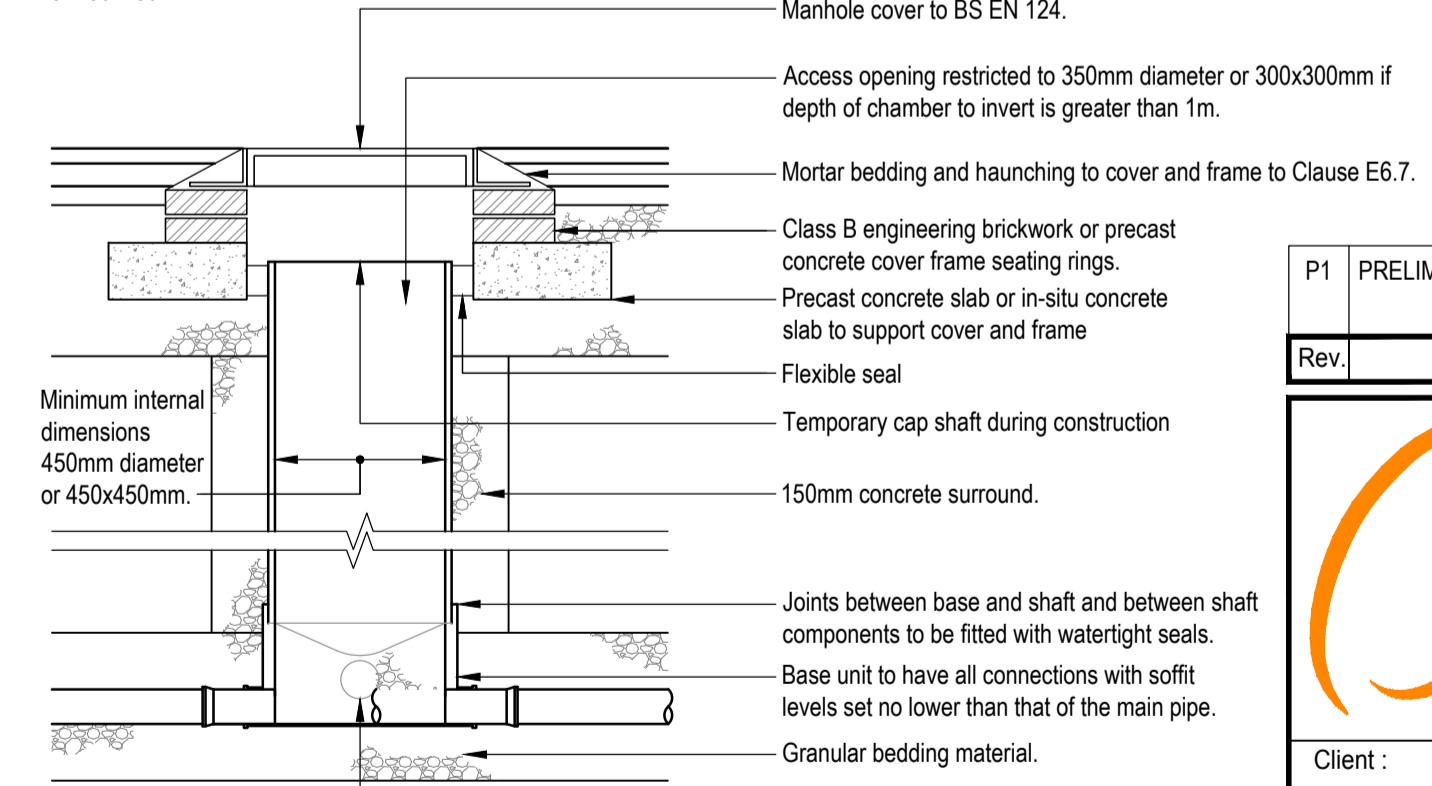 Manhole cover to BS EN 124.
Access opening restricted to 350mm diameter or 300x300mm if
depth of chamber to invert is greater than 1m.
Mortar bedding and haunching to cover and frame to Clause E6.7.
Class B engineering brickwork or precast
concrete cover frame seating rings.
Precast concrete slab or in-situ concrete
slab to support cover and frame
Flexible seal
Temporary cap shaft during construction
Minimum internal
dimensions
450mm diameter
or 450x450mm.
150mm concrete surround.
Joints between base and shaft and between shaft
components to be fitted with watertight seals.
Base unit to have all connections with soffit
levels set no lower than that of the main pipe.
Granular bedding material.
P1 PRELIM
Rev.
Client :